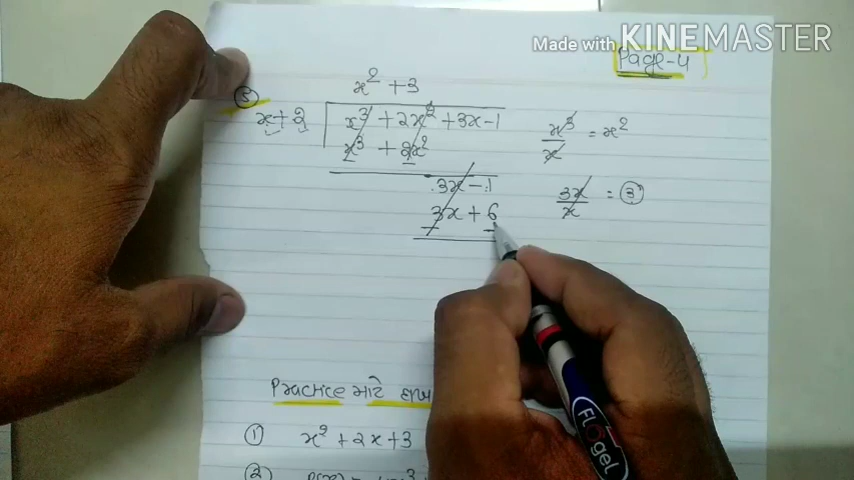 Made with KINEMASTER
Page-4
x² + 3
③ x + 2 x³ + 2x² + 3x - 1
x³ + 2x²
x³/x = x²
3x - 1
3x/x = ③
3x + 6
Practice માટે
① x² + 2x + 3
②
FLOgel